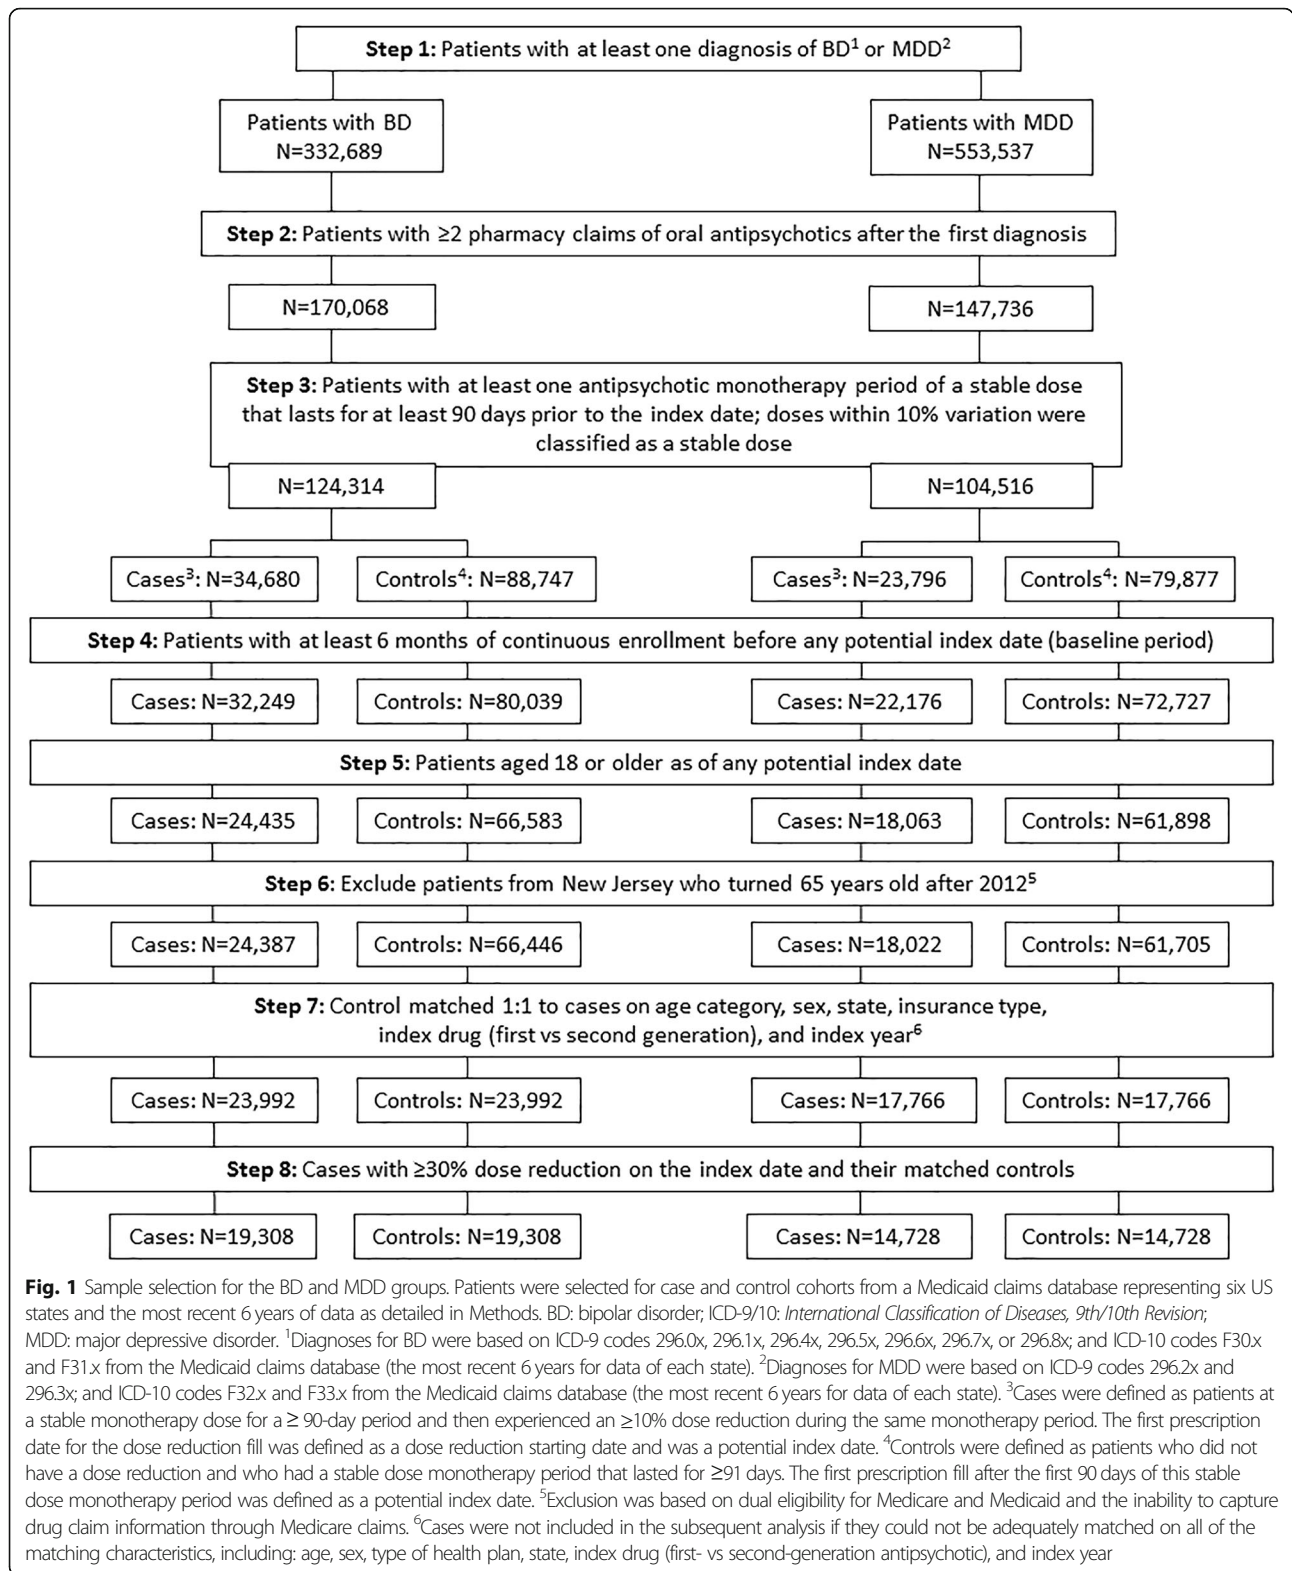 Step 1: Patients with at least one diagnosis of BD¹ or MDD²
Patients with BD
N=332,689
Patients with MDD
N=553,537
Step 2: Patients with ≥2 pharmacy claims of oral antipsychotics after the first diagnosis
N=170,068
N=147,736
Step 3: Patients with at least one antipsychotic monotherapy period of a stable dose
that lasts for at least 90 days prior to the index date; doses within 10% variation were
classified as a stable dose
N=124,314
N=104,516
Cases³: N=34,680
Controls⁴: N=88,747
Cases³: N=23,796
Controls⁴: N=79,877
Step 4: Patients with at least 6 months of continuous enrollment before any potential index date (baseline period)
Cases: N=32,249
Controls: N=80,039
Cases: N=22,176
Controls: N=72,727
Step 5: Patients aged 18 or older as of any potential index date
Cases: N=24,435
Controls: N=66,583
Cases: N=18,063
Controls: N=61,898
Step 6: Exclude patients from New Jersey who turned 65 years old after 2012⁵
Cases: N=24,387
Controls: N=66,446
Cases: N=18,022
Controls: N=61,705
Step 7: Control matched 1:1 to cases on age category, sex, state, insurance type,
index drug (first vs second generation), and index year⁶
Cases: N=23,992
Controls: N=23,992
Cases: N=17,766
Controls: N=17,766
Step 8: Cases with ≥30% dose reduction on the index date and their matched controls
Cases: N=19,308
Controls: N=19,308
Cases: N=14,728
Controls: N=14,728
Fig. 1 Sample selection for the BD and MDD groups. Patients were selected for case and control cohorts from a Medicaid claims database representing six US
states and the most recent 6 years of data as detailed in Methods. BD: bipolar disorder; ICD-9/10: International Classification of Diseases, 9th/10th Revision;
MDD: major depressive disorder. ¹Diagnoses for BD were based on ICD-9 codes 296.0x, 296.1x, 296.4x, 296.5x, 296.6x, 296.7x, or 296.8x; and ICD-10 codes F30.x
and F31.x from the Medicaid claims database (the most recent 6 years for data of each state). ²Diagnoses for MDD were based on ICD-9 codes 296.2x and
296.3x; and ICD-10 codes F32.x and F33.x from the Medicaid claims database (the most recent 6 years for data of each state). ³Cases were defined as patients at
a stable monotherapy dose for a ≥ 90-day period and then experienced an ≥10% dose reduction during the same monotherapy period. The first prescription
date for the dose reduction fill was defined as a dose reduction starting date and was a potential index date. ⁴Controls were defined as patients who did not
have a dose reduction and who had a stable dose monotherapy period that lasted for ≥91 days. The first prescription fill after the first 90 days of this stable
dose monotherapy period was defined as a potential index date. ⁵Exclusion was based on dual eligibility for Medicare and Medicaid and the inability to capture
drug claim information through Medicare claims. ⁶Cases were not included in the subsequent analysis if they could not be adequately matched on all of the
matching characteristics, including: age, sex, type of health plan, state, index drug (first- vs second-generation antipsychotic), and index year